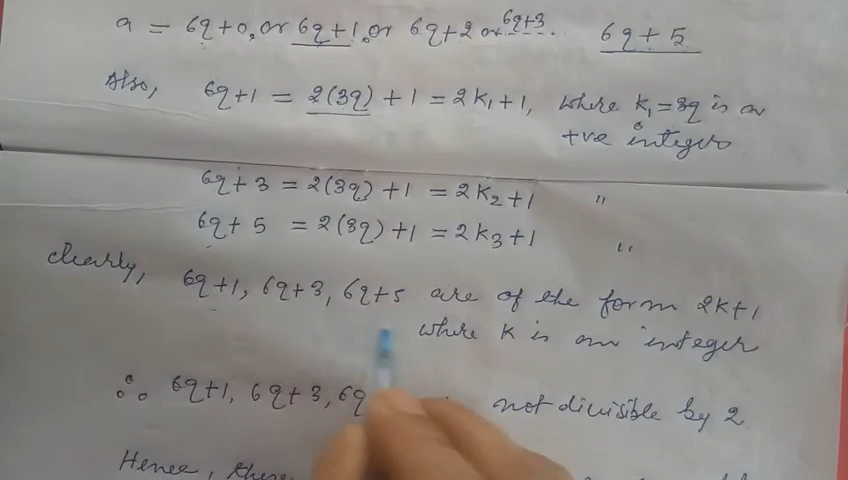 a = 6q+0, or 6q+1, or 6q+2 or 6q+3... 6q+5
Also, 6q+1 = 2(3q)+1 = 2K₁+1, where K₁=3q is a
+ve integer
6q+3 = 2(3q)+1 = 2K₂+1 "
6q+5 = 2(3q)+1 = 2K₃+1 "
clearly, 6q+1, 6q+3, 6q+5 are of the form 2K+1
where K is an integer
∴ 6q+1, 6q+3, 6q not divisible by 2
Hence,